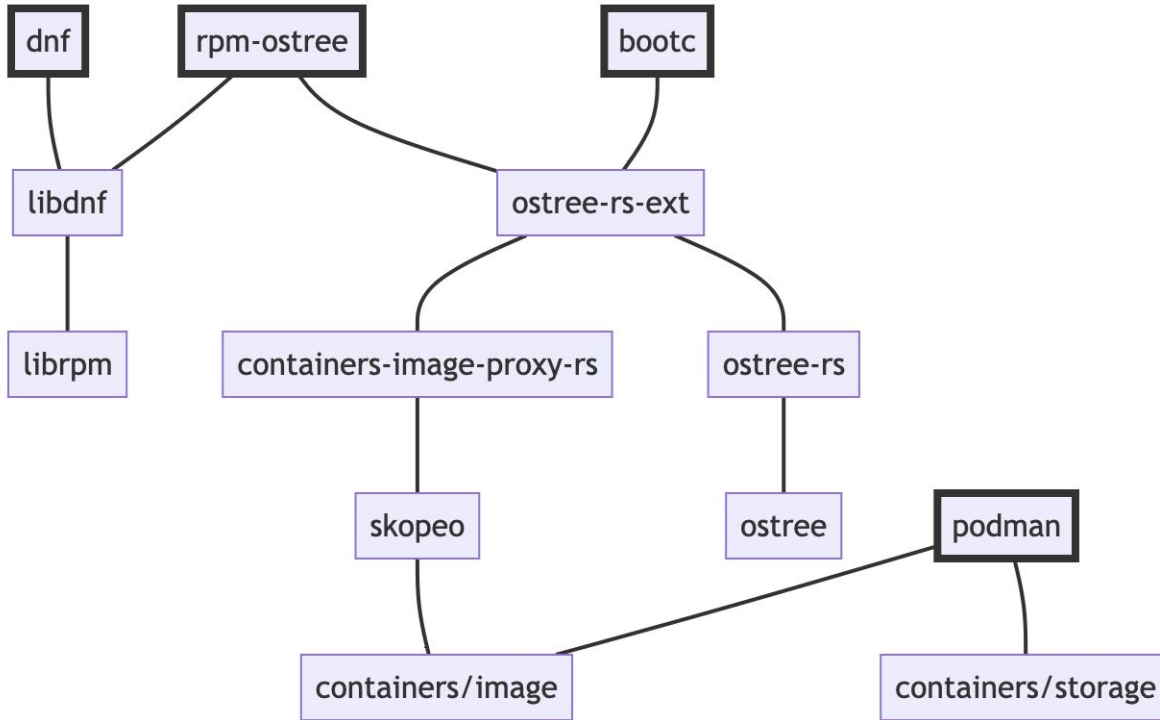 dnf
rpm-ostree
bootc
libdnf
ostree-rs-ext
librpm
containers-image-proxy-rs
ostree-rs
skopeo
ostree
podman
containers/image
containers/storage